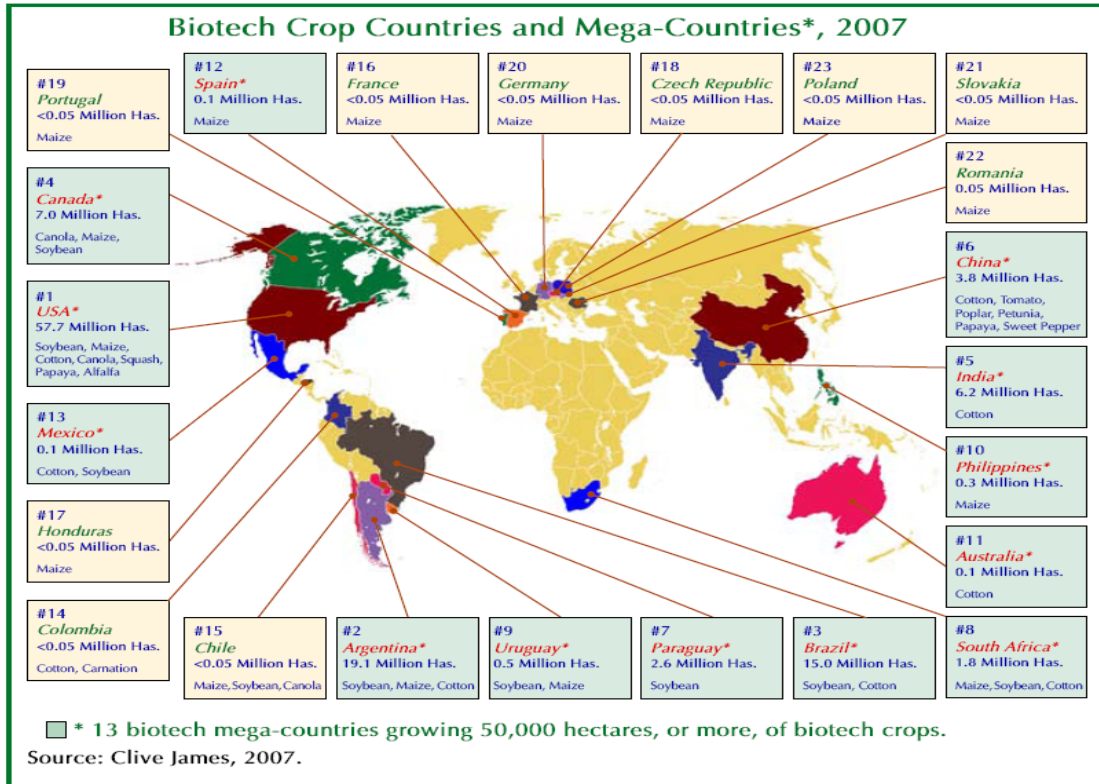 Biotech Crop Countries and Mega-Countries*, 2007
#19
Portugal
<0.05 Million Has.
Maize
#12
Spain*
0.1 Million Has.
Maize
#16
France
<0.05 Million Has.
Maize
#20
Germany
<0.05 Million Has.
Maize
#18
Czech Republic
<0.05 Million Has.
Maize
#23
Poland
<0.05 Million Has.
Maize
#21
Slovakia
<0.05 Million Has.
Maize
#22
Romania
0.05 Million Has.
Maize
#4
Canada*
7.0 Million Has.
Canola, Maize,
Soybean
#6
China*
3.8 Million Has.
Cotton, Tomato,
Poplar, Petunia,
Papaya, Sweet Pepper
#1
USA*
57.7 Million Has.
Soybean, Maize,
Cotton, Canola, Squash,
Papaya, Alfalfa
#5
India*
6.2 Million Has.
Cotton
#13
Mexico*
0.1 Million Has.
Cotton, Soybean
#10
Philippines*
0.3 Million Has.
Maize
#17
Honduras
<0.05 Million Has.
Maize
#11
Australia*
0.1 Million Has.
Cotton
#14
Colombia
<0.05 Million Has.
Cotton, Carnation
#15
Chile
<0.05 Million Has.
Maize, Soybean, Canola
#2
Argentina*
19.1 Million Has.
Soybean, Maize, Cotton
#9
Uruguay*
0.5 Million Has.
Soybean, Maize
#7
Paraguay*
2.6 Million Has.
Soybean
#3
Brazil*
15.0 Million Has.
Soybean, Cotton
#8
South Africa*
1.8 Million Has.
Maize, Soybean, Cotton
* 13 biotech mega-countries growing 50,000 hectares, or more, of biotech crops.
Source: Clive James, 2007.